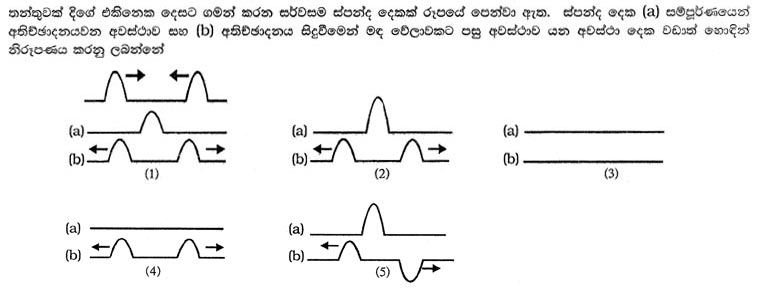 තන්තුවක් දිගේ එකිනෙක දෙසට ගමන් කරන සර්වසම ස්පන්ද දෙකක් රූපයේ පෙන්වා ඇත. ස්පන්ද දෙක (a) සම්පූර්ණයෙන්
අතිච්ඡාදනයවන අවස්ථාව සහ (b) අතිච්ඡාදනය සිදුවීමෙන් මඳ වේලාවකට පසු අවස්ථාව යන අවස්ථා දෙක වඩාත් හොඳින්
නිරූපණය කරනු ලබන්නේ
(a) (a) (a)
(b) (b) (b)
(1) (2) (3)
(a) (a)
(b) (b)
(4) (5)